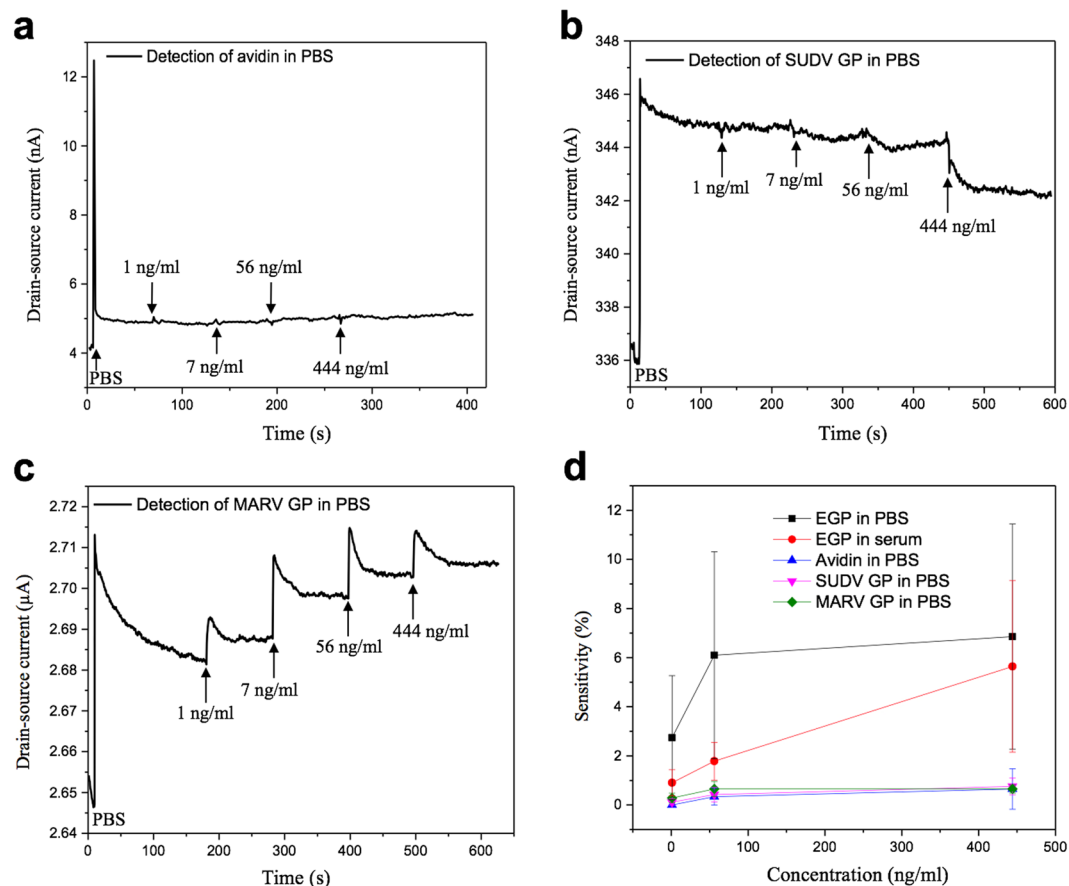 a
Detection of avidin in PBS
12
10
8
6
4
Drain-source current (nA)
1 ng/ml
56 ng/ml
7 ng/ml
444 ng/ml
PBS
0
100
200
300
400
Time (s)
b
Detection of SUDV GP in PBS
348
346
344
342
340
338
336
Drain-source current (nA)
1 ng/ml
7 ng/ml
56 ng/ml
444 ng/ml
PBS
0
100
200
300
400
500
600
Time (s)
c
Detection of MARV GP in PBS
2.72
2.71
2.70
2.69
2.68
2.67
2.66
2.65
2.64
Drain-source current (μA)
1 ng/ml
7 ng/ml
56 ng/ml
444 ng/ml
PBS
0
100
200
300
400
500
600
Time (s)
d
EGP in PBS
EGP in serum
Avidin in PBS
SUDV GP in PBS
MARV GP in PBS
12
10
8
6
4
2
0
Sensitivity (%)
0
100
200
300
400
500
Concentration (ng/ml)